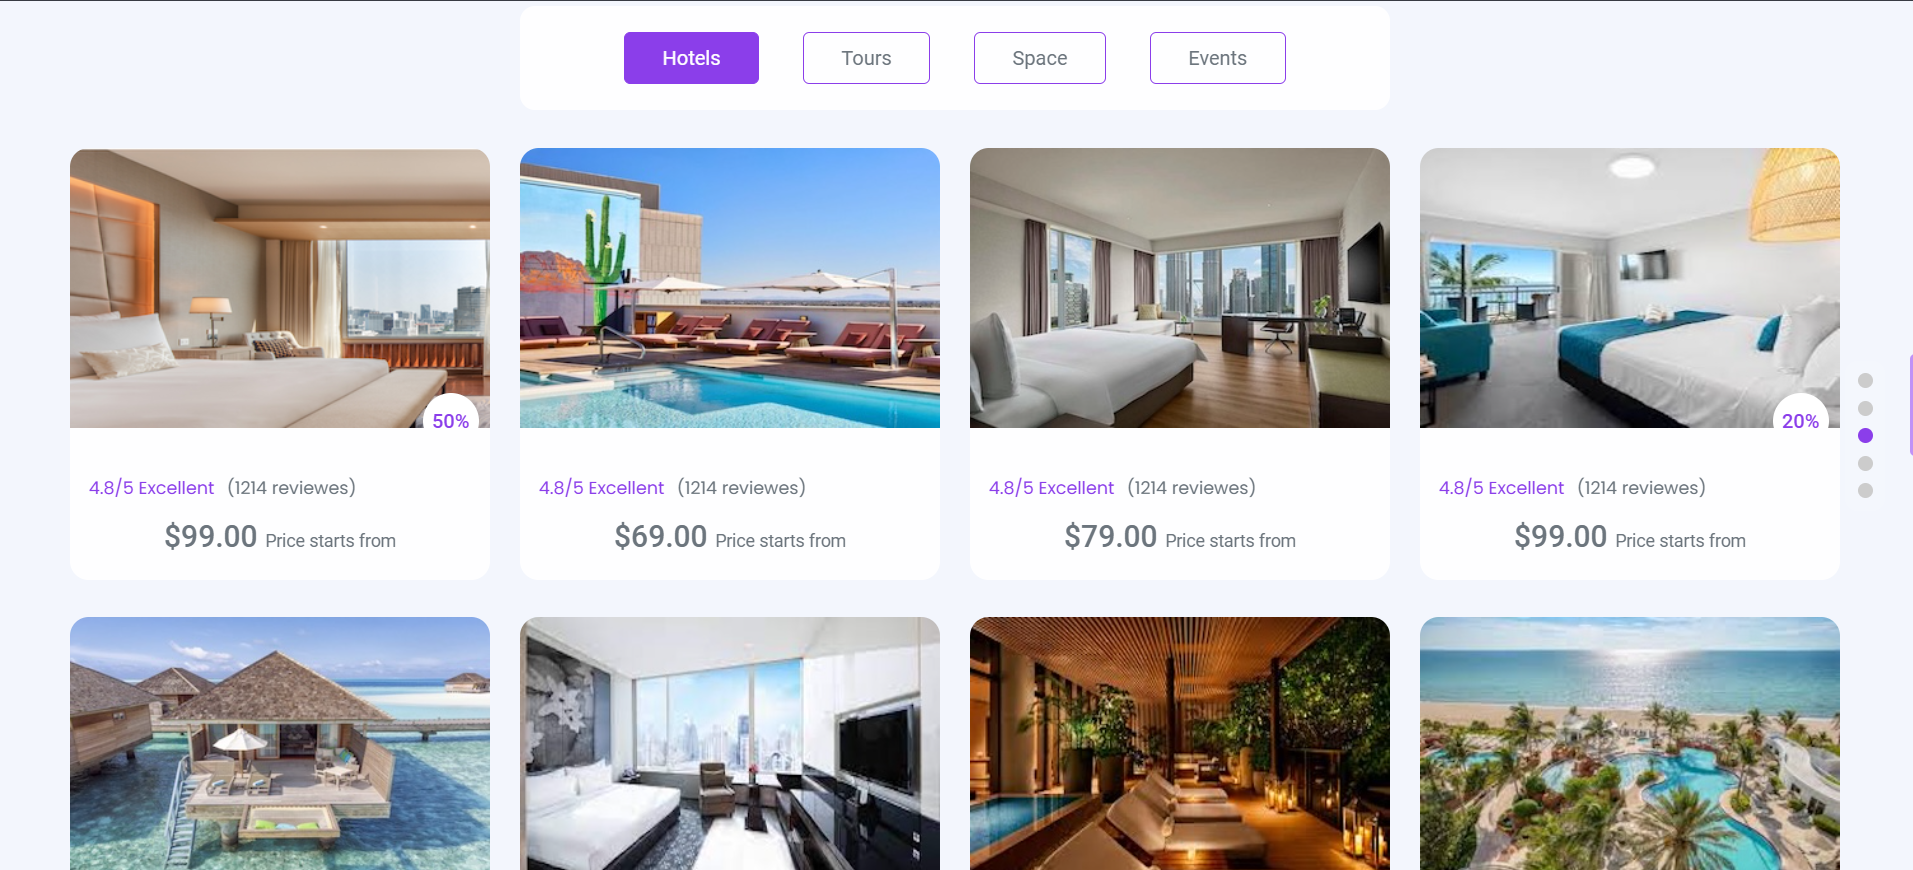 Hotels
Tours
Space
Events
50%
20%
4.8/5 Excellent (1214 reviewes)
$99.00 Price starts from
4.8/5 Excellent (1214 reviewes)
$69.00 Price starts from
4.8/5 Excellent (1214 reviewes)
$79.00 Price starts from
4.8/5 Excellent (1214 reviewes)
$99.00 Price starts from